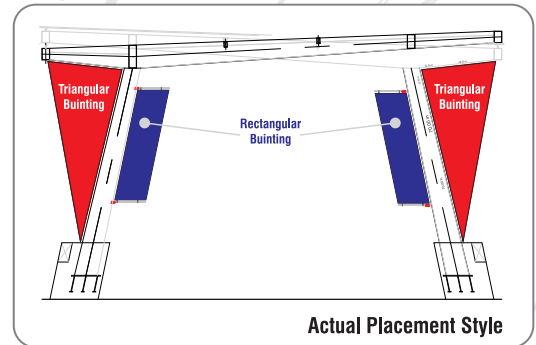 Triangular
Buinting
Triangular
Buinting
Rectangular
Buinting
Actual Placement Style